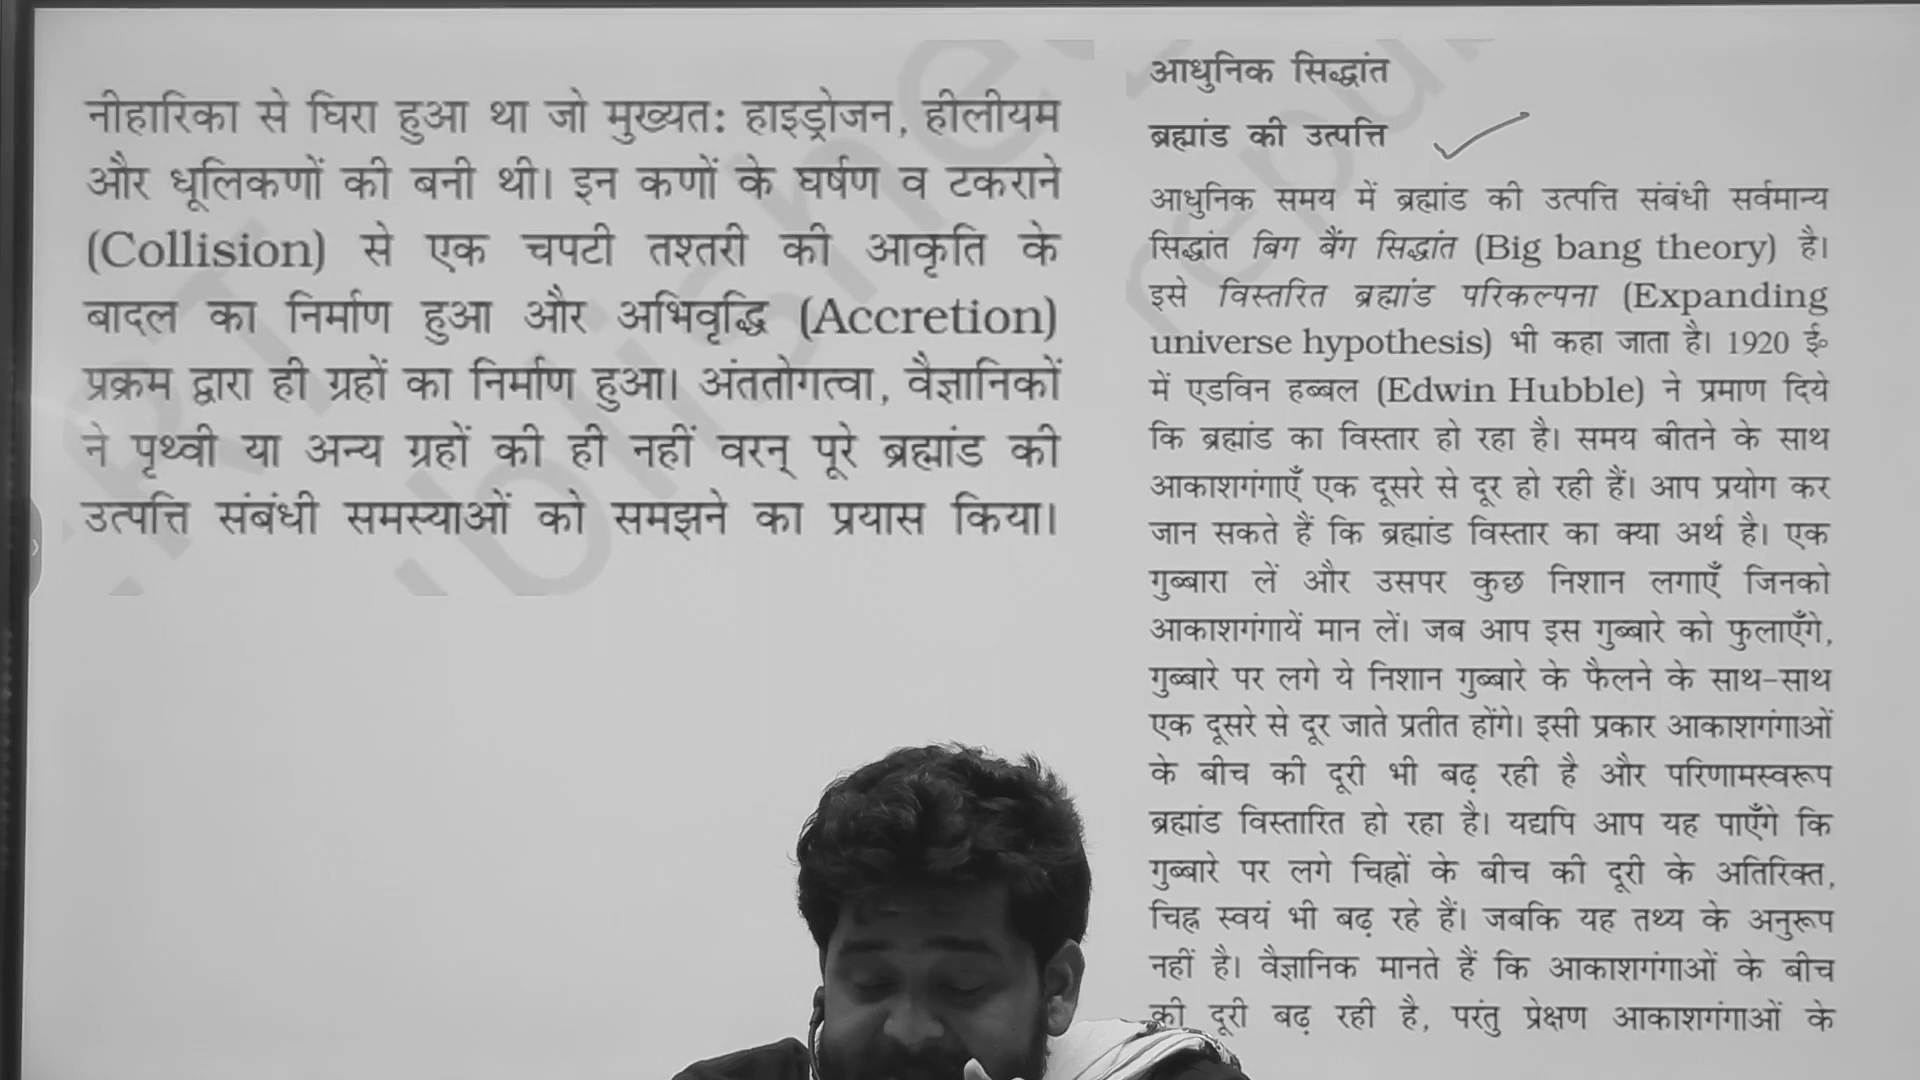 नीहारिका से घिरा हुआ था जो मुख्यत: हाइड्रोजन, हीलीयम
और धूलिकणों की बनी थी। इन कणों के घर्षण व टकराने
(Collision) से एक चपटी तश्तरी की आकृति के
बादल का निर्माण हुआ और अभिवृद्धि (Accretion)
प्रक्रम द्वारा ही ग्रहों का निर्माण हुआ। अंततोगत्वा, वैज्ञानिकों
ने पृथ्वी या अन्य ग्रहों की ही नहीं वरन् पूरे ब्रह्मांड की
उत्पत्ति संबंधी समस्याओं को समझने का प्रयास किया।
आधुनिक सिद्धांत
ब्रह्मांड की उत्पत्ति
आधुनिक समय में ब्रह्मांड की उत्पत्ति संबंधी सर्वमान्य
सिद्धांत बिग बैंग सिद्धांत (Big bang theory) है।
इसे विस्तरित ब्रह्मांड परिकल्पना (Expanding
universe hypothesis) भी कहा जाता है। 1920 ई॰
में एडविन हब्बल (Edwin Hubble) ने प्रमाण दिये
कि ब्रह्मांड का विस्तार हो रहा है। समय बीतने के साथ
आकाशगंगाएँ एक दूसरे से दूर हो रही हैं। आप प्रयोग कर
जान सकते हैं कि ब्रह्मांड विस्तार का क्या अर्थ है। एक
गुब्बारा लें और उसपर कुछ निशान लगाएँ जिनको
आकाशगंगायें मान लें। जब आप इस गुब्बारे को फुलाएँगे,
गुब्बारे पर लगे ये निशान गुब्बारे के फैलने के साथ-साथ
एक दूसरे से दूर जाते प्रतीत होंगे। इसी प्रकार आकाशगंगाओं
के बीच की दूरी भी बढ़ रही है और परिणामस्वरूप
ब्रह्मांड विस्तारित हो रहा है। यद्यपि आप यह पाएँगे कि
गुब्बारे पर लगे चिह्नों के बीच की दूरी के अतिरिक्त,
चिह्न स्वयं भी बढ़ रहे हैं। जबकि यह तथ्य के अनुरूप
नहीं है। वैज्ञानिक मानते हैं कि आकाशगंगाओं के बीच
की दूरी बढ़ रही है, परंतु प्रेक्षण आकाशगंगाओं के